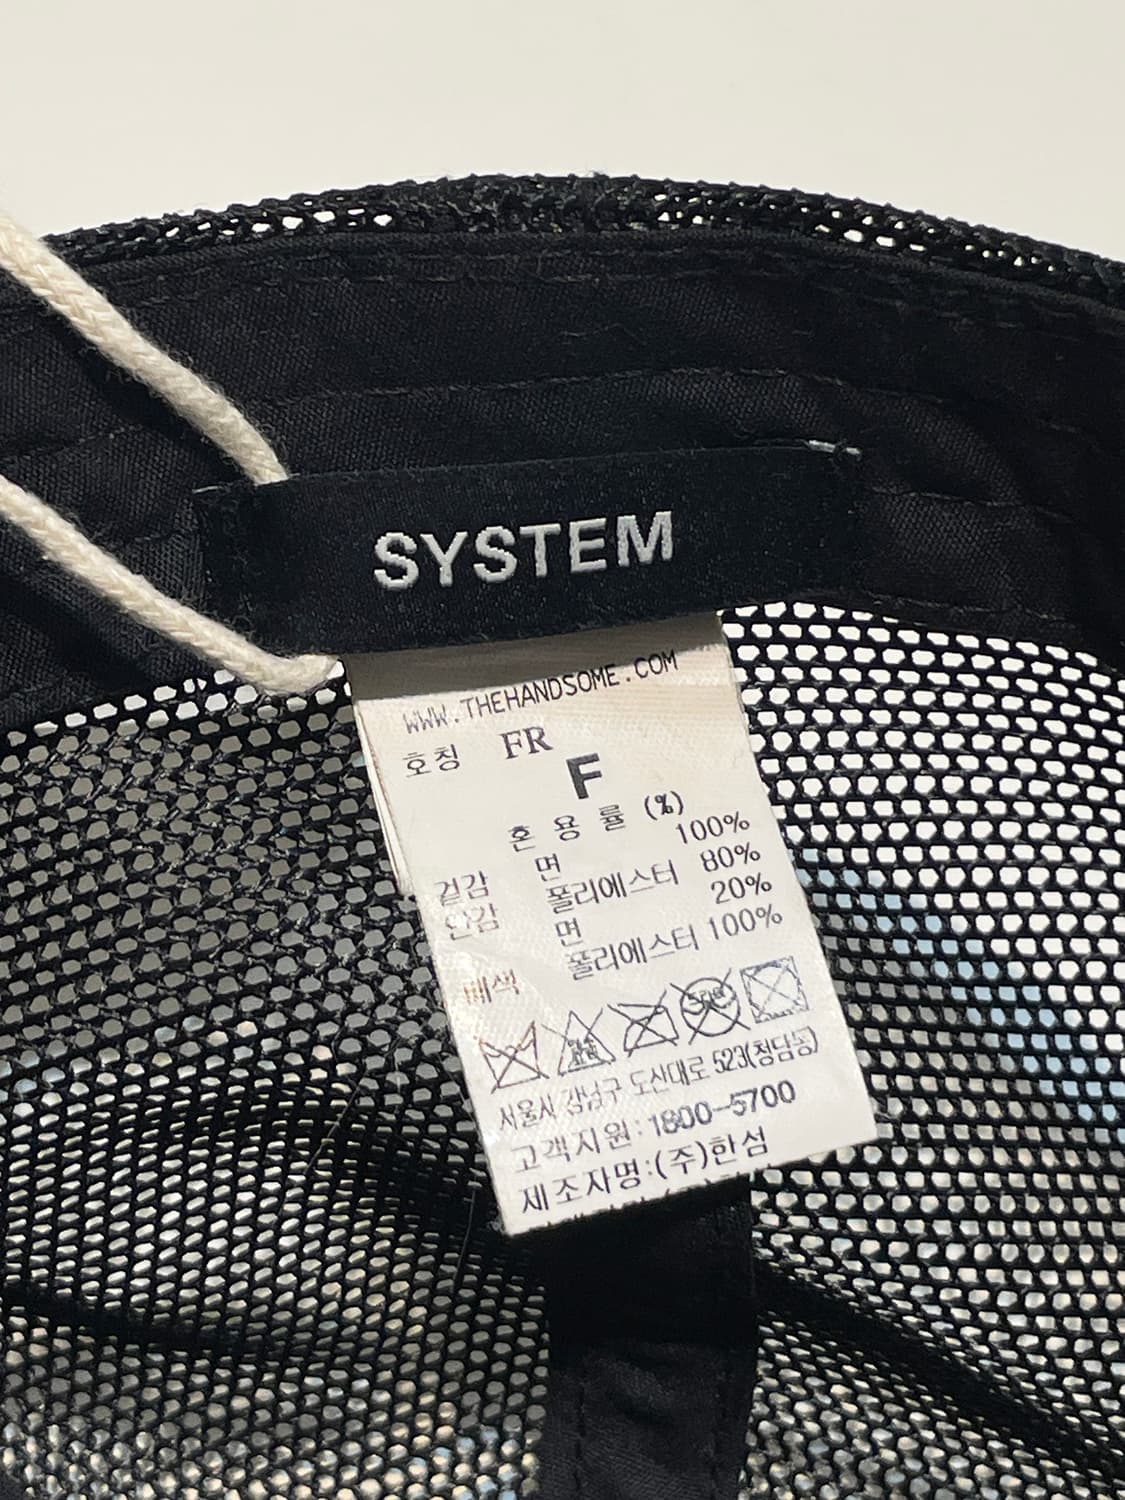 SYSTEM
WWW.THEHANDSOME.COM
호칭 FR
F
혼 용 률 (%)
겉감 면 100%
안감 폴리에스터 80%
면 20%
배색 폴리에스터 100%
서울시 강남구 도산대로 523(청담동)
고객지원:1800-5700
제조자명:(주)한섬